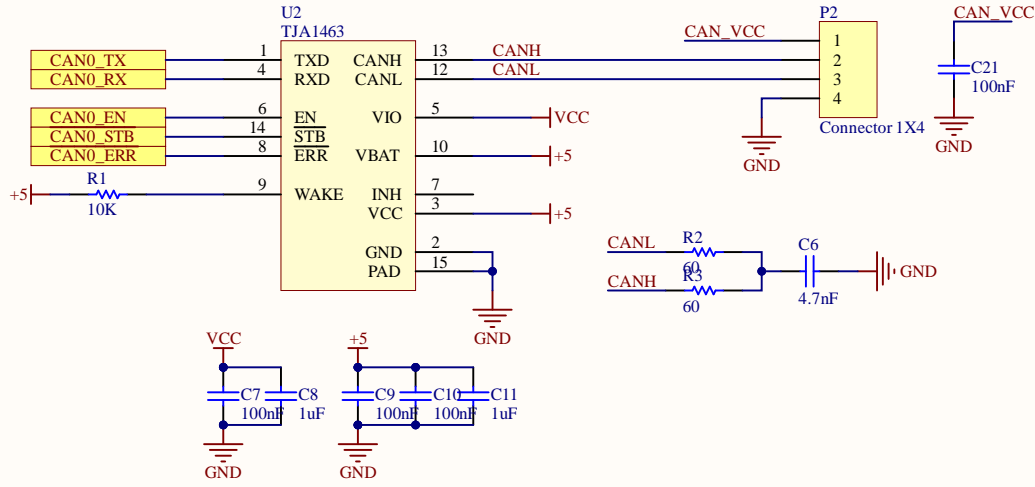 U2
TJA1463
P2
CAN_VCC
CAN_VCC
CAN0_TX
1
TXD
CANH
13
CANH
1
2
CAN0_RX
4
RXD
CANL
12
CANL
3
4
C21
100nF
CAN0_EN
6
EN
VIO
5
VCC
CAN0_STB
14
STB
Connector 1X4
CAN0_ERR
8
ERR
VBAT
10
+5
GND
GND
+5
R1
10K
9
WAKE
INH
7
VCC
3
+5
GND
2
PAD
15
GND
CANL
R2
60
CANH
R3
60
C6
4.7nF
GND
VCC
C7
100nF
C8
1uF
GND
+5
C9
100nF
C10
100nF
C11
1uF
GND